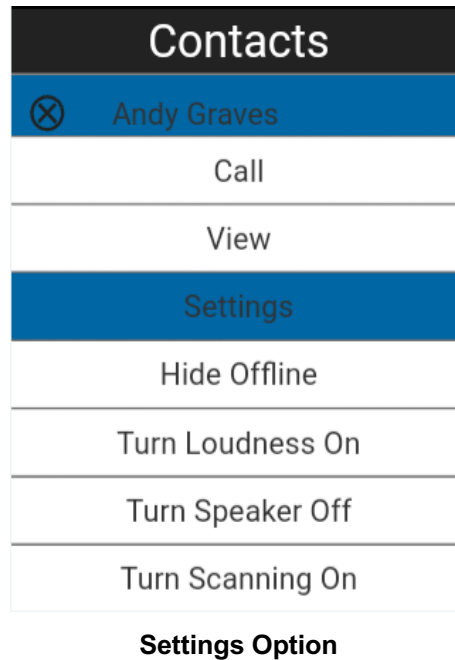 Contacts
Andy Graves
Call
View
Settings
Hide Offline
Turn Loudness On
Turn Speaker Off
Turn Scanning On
Settings Option